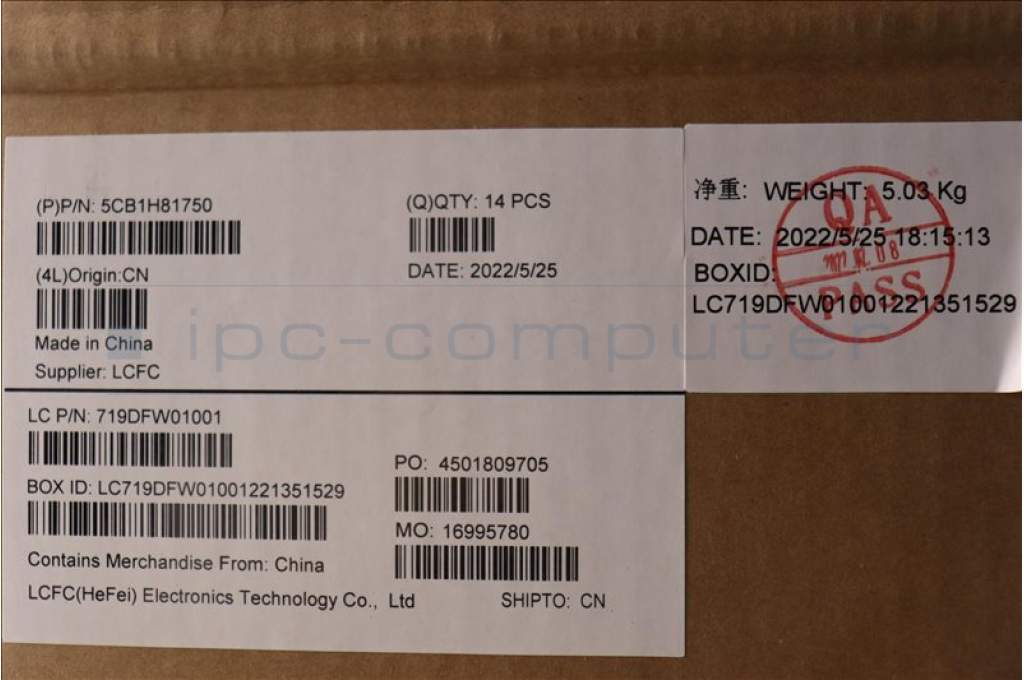 (P)P/N: 5CB1H81750
(4L)Origin:CN
Made in China
Supplier: LCFC
(Q)QTY: 14 PCS
DATE: 2022/5/25
净重: WEIGHT: 5.03 Kg
DATE: 2022/5/25 18:15:13
BOXID:
LC719DFW01001221351529
QA
PASS
ipc-computer
LC P/N: 719DFW01001
BOX ID: LC719DFW01001221351529
Contains Merchandise From: China
LCFC(HeFei) Electronics Technology Co., Ltd
PO: 4501809705
MO: 16995780
SHIPTO: CN